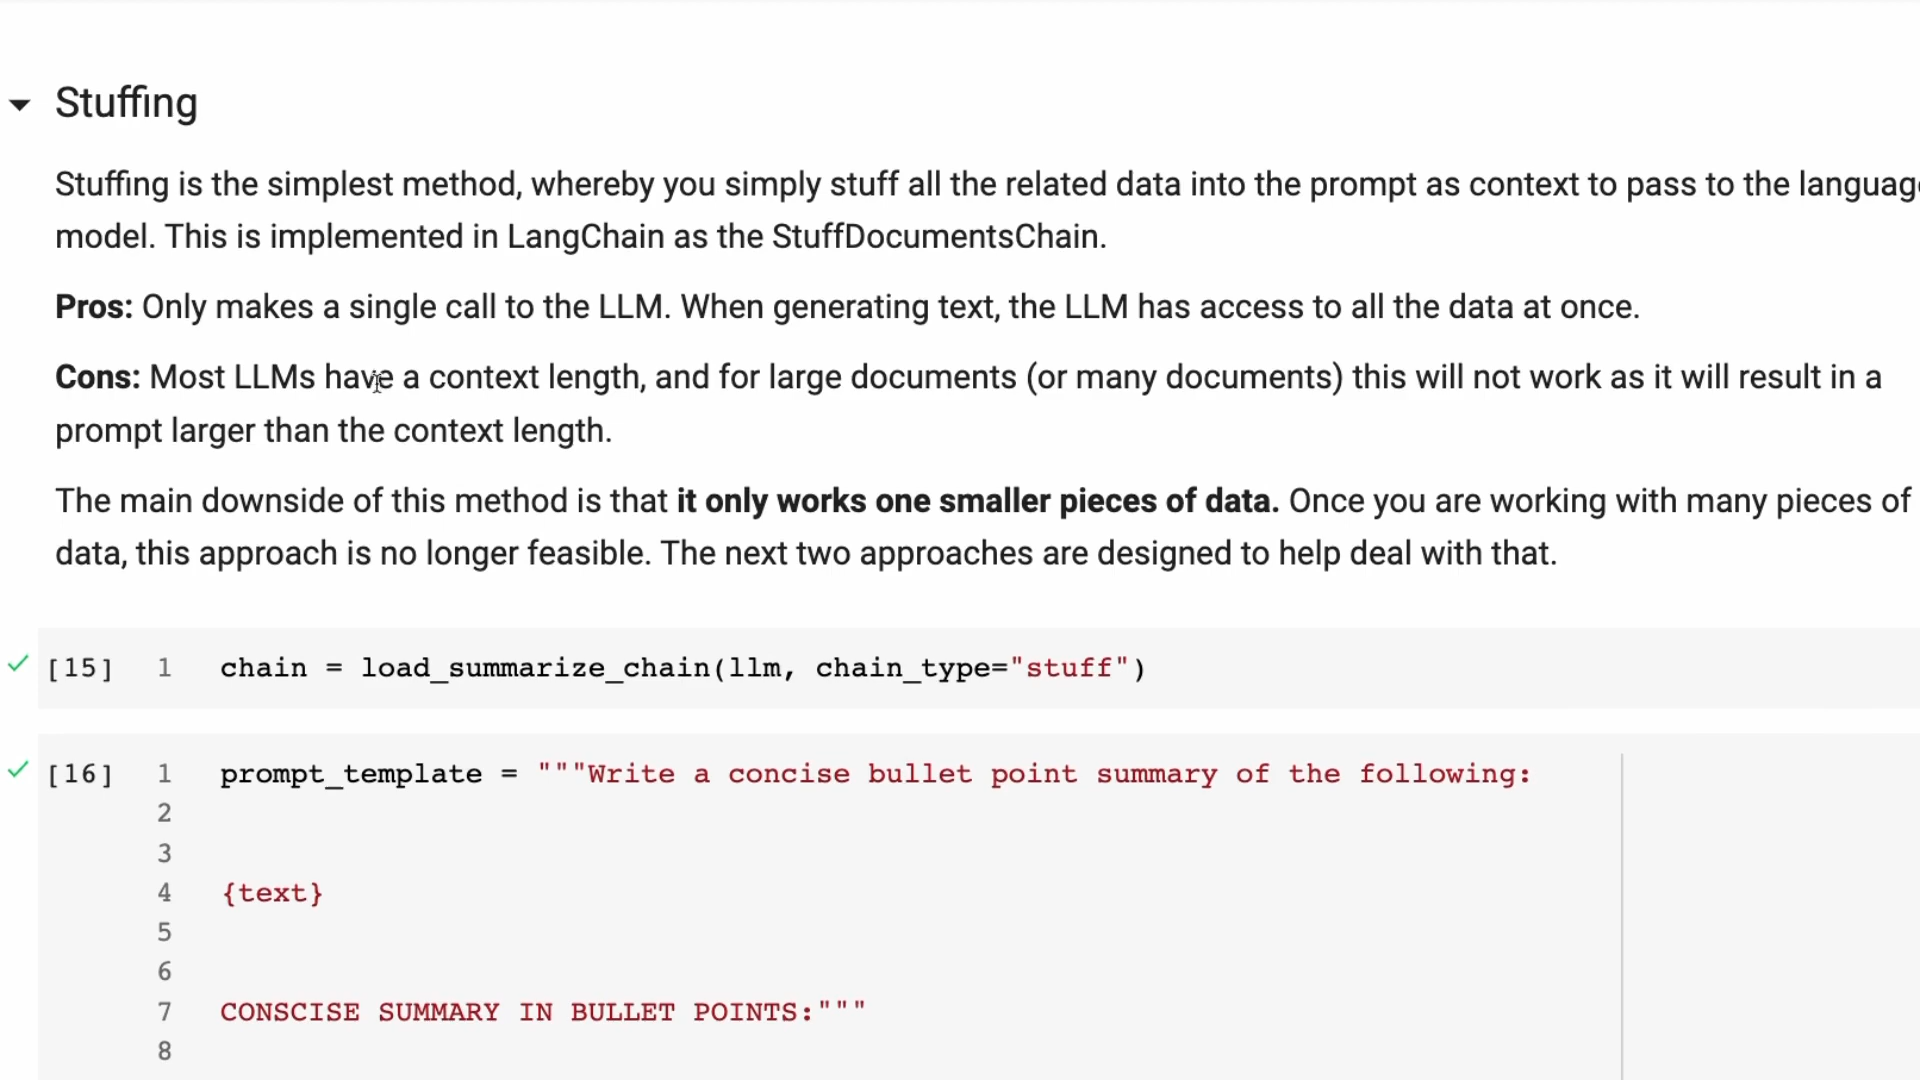 Stuffing
Stuffing is the simplest method, whereby you simply stuff all the related data into the prompt as context to pass to the language
model. This is implemented in LangChain as the StuffDocumentsChain.
Pros: Only makes a single call to the LLM. When generating text, the LLM has access to all the data at once.
Cons: Most LLMs have a context length, and for large documents (or many documents) this will not work as it will result in a
prompt larger than the context length.
The main downside of this method is that it only works one smaller pieces of data. Once you are working with many pieces of
data, this approach is no longer feasible. The next two approaches are designed to help deal with that.
[15] 1 chain = load_summarize_chain(llm, chain_type="stuff")
[16] 1 prompt_template = """Write a concise bullet point summary of the following:
2
3
4 {text}
5
6
7 CONSCISE SUMMARY IN BULLET POINTS:"""
8